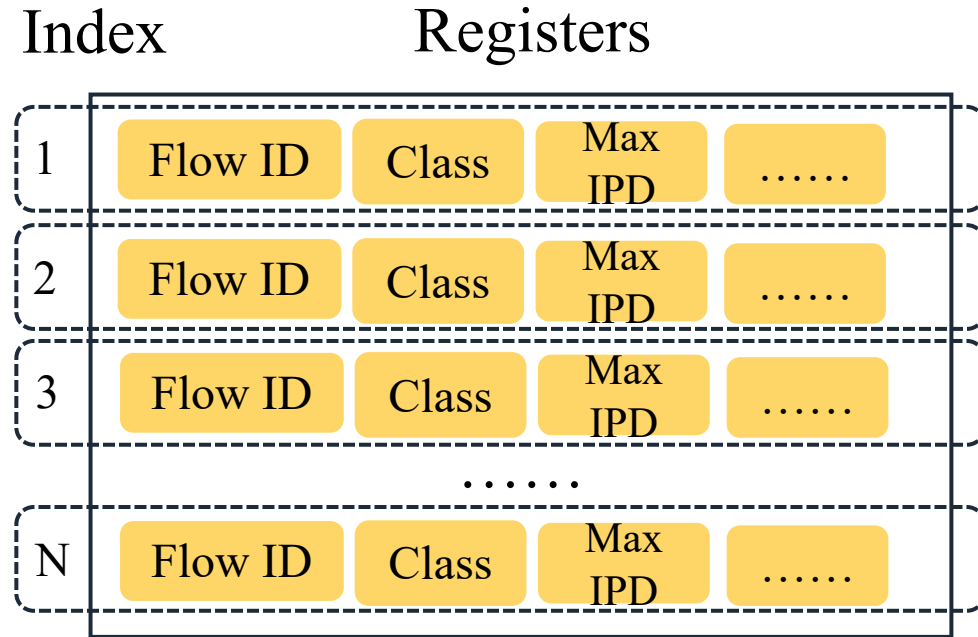 Index Registers
1 Flow ID Class Max IPD ......
2 Flow ID Class Max IPD ......
3 Flow ID Class Max IPD ......
......
N Flow ID Class Max IPD ......